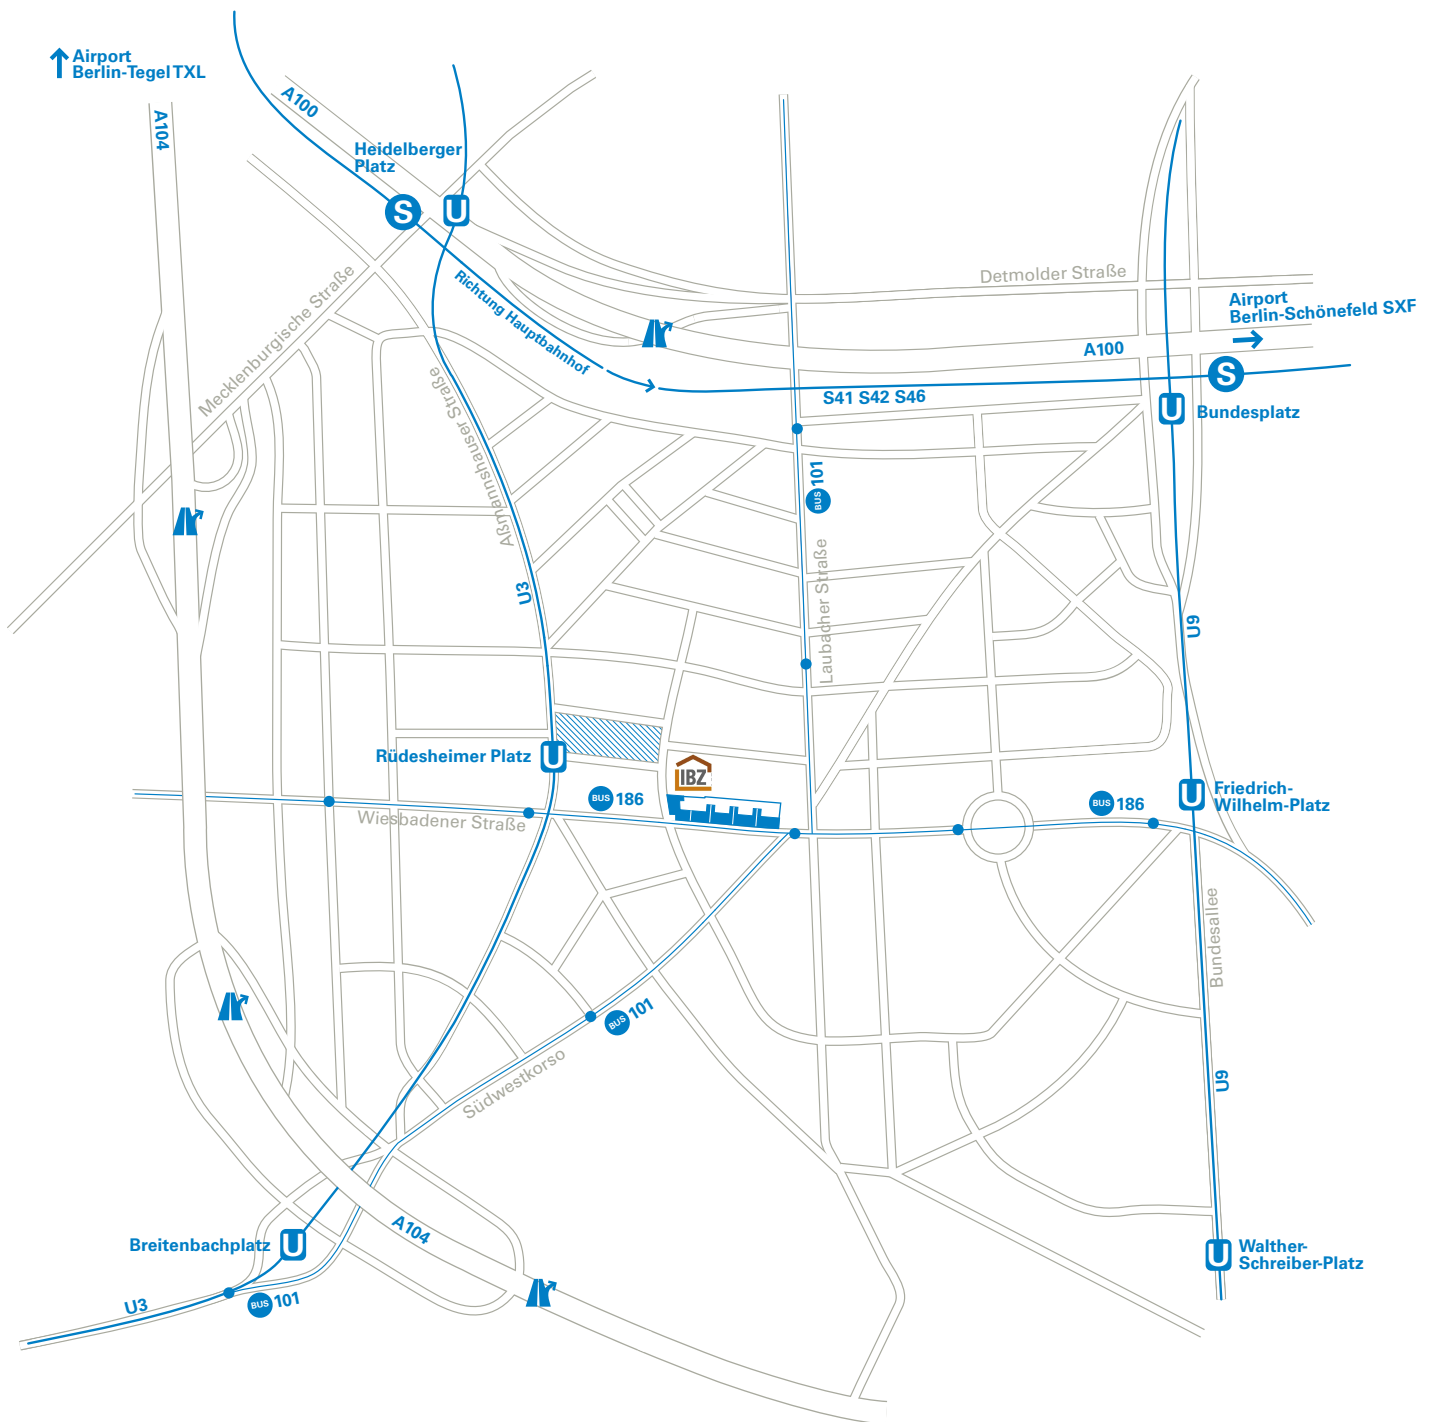 Airport
Berlin-Tegel TXL
A104
A100
Heidelberger
Platz
S
U
Mecklenburgische Straße
Richtung Hauptbahnhof
Detmolder Straße
Airport
Berlin-Schönefeld SXF
A100
S
S41 S42 S46
U
Bundesplatz
Aßmannshauser Straße
BUS 101
Laubacher Straße
U3
U9
Rüdesheimer Platz
U
IBZ
BUS 186
Wiesbadener Straße
BUS 186
U
Friedrich-
Wilhelm-Platz
Bundesallee
BUS 101
Südwestkorso
U9
A104
Breitenbachplatz
U
U
Walther-
Schreiber-Platz
U3
BUS 101